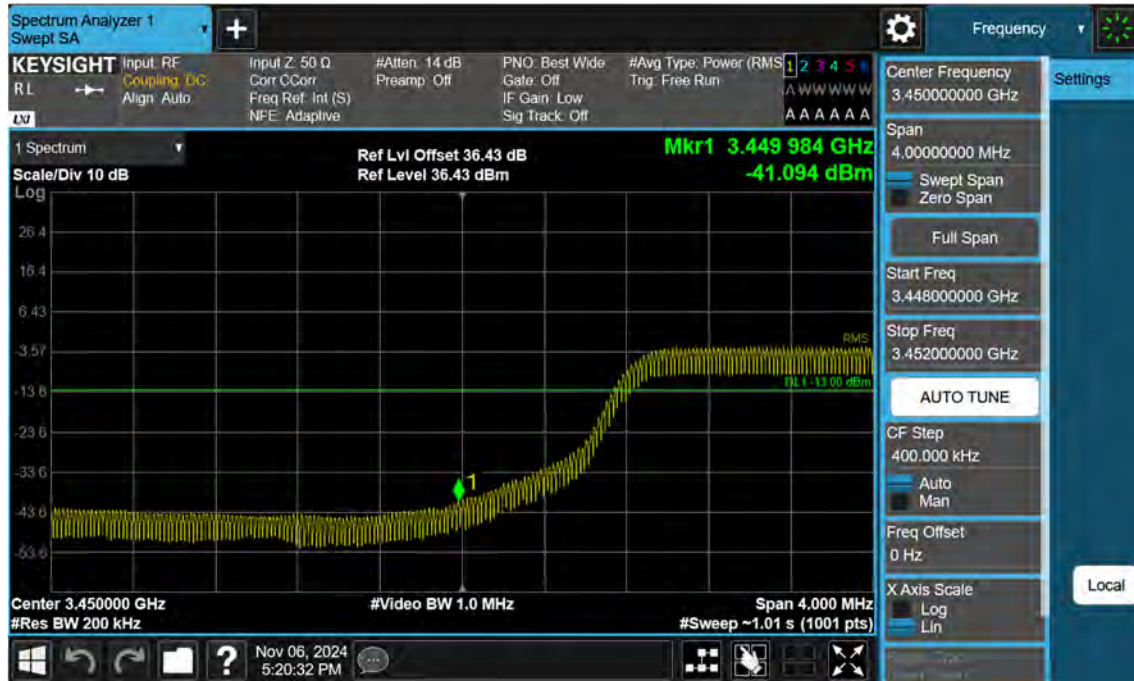 Spectrum Analyzer 1
Swept SA
+
Frequency
KEYSIGHT
RL
LXI
Input: RF
Coupling: DC
Align: Auto
Input Z: 50 Ω
Corr CCorr
Freq Ref: Int (S)
NFE: Adaptive
#Atten: 14 dB
Preamp: Off
PNO: Best Wide
Gate: Off
IF Gain: Low
Sig Track: Off
#Avg Type: Power (RMS
Trig: Free Run
1 2 3 4 5 6
A W W W W W
A A A A A A
1 Spectrum
Scale/Div 10 dB
Log
Ref Lvl Offset 36.43 dB
Ref Level 36.43 dBm
Mkr1 3.449 984 GHz
-41.094 dBm
26.4
16.4
6.43
-3.57
-13.6
-23.6
-33.6
-43.6
-53.6
RMS
DL1 -13.00 dBm
1
Center 3.450000 GHz
#Res BW 200 kHz
#Video BW 1.0 MHz
Span 4.000 MHz
#Sweep ~1.01 s (1001 pts)
Center Frequency
3.450000000 GHz
Span
4.00000000 MHz
Swept Span
Zero Span
Full Span
Start Freq
3.448000000 GHz
Stop Freq
3.452000000 GHz
AUTO TUNE
CF Step
400.000 kHz
Auto
Man
Freq Offset
0 Hz
X Axis Scale
Log
Lin
Settings
Local
?
Nov 06, 2024
5:20:32 PM